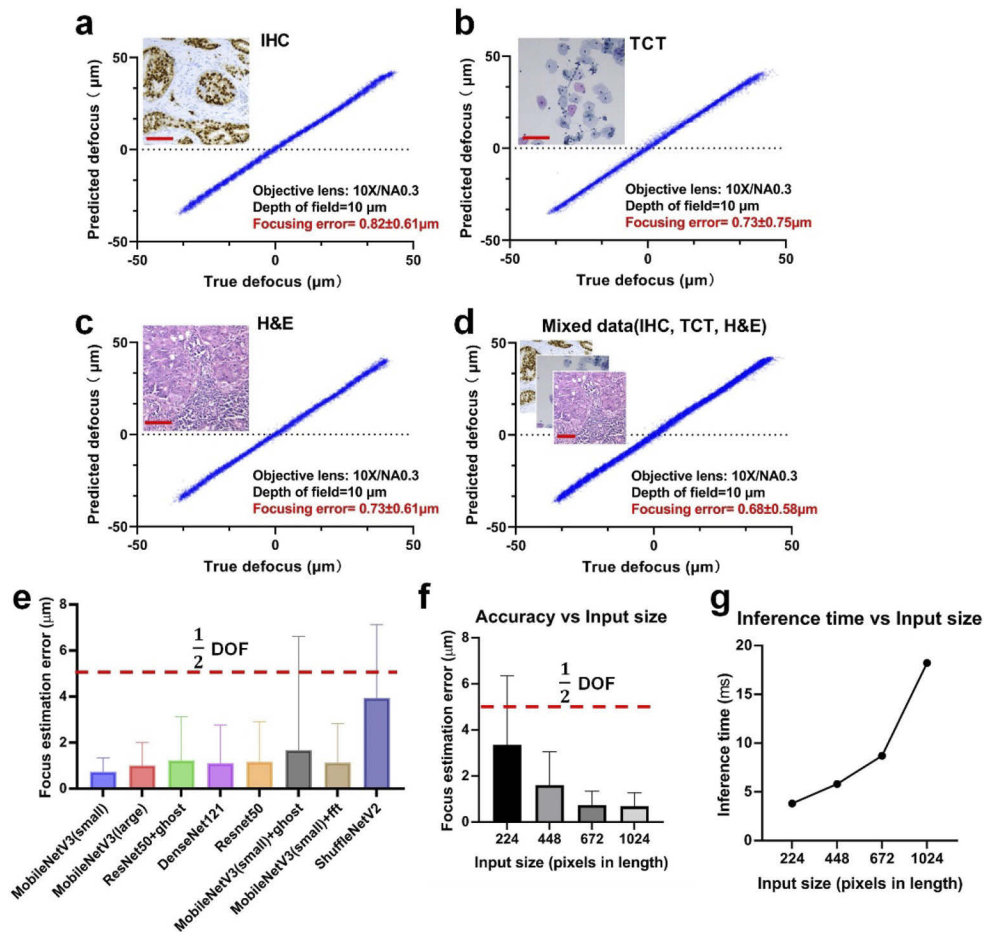 a
IHC
50
0
-50
-50
0
50
Predicted defocus ( μm)
True defocus (μm)
Objective lens: 10X/NA0.3
Depth of field=10 μm
Focusing error= 0.82±0.61μm
b
TCT
50
0
-50
-50
0
50
Predicted defocus ( μm)
True defocus (μm)
Objective lens: 10X/NA0.3
Depth of field=10 μm
Focusing error= 0.73±0.75μm
c
H&E
50
0
-50
-50
0
50
Predicted defocus ( μm)
True defocus (μm)
Objective lens: 10X/NA0.3
Depth of field=10 μm
Focusing error= 0.73±0.61μm
d
Mixed data(IHC, TCT, H&E)
50
0
-50
-50
0
50
Predicted defocus ( μm)
True defocus (μm)
Objective lens: 10X/NA0.3
Depth of field=10 μm
Focusing error= 0.68±0.58μm
e
8
6
4
2
0
Focus estimation error (μm)
1/2 DOF
MobileNetV3(small)
MobileNetV3(large)
ResNet50+ghost
DenseNet121
Resnet50
MobileNetV3(small)+ghost
MobileNetV3(small)+fft
ShuffleNetV2
f
Accuracy vs Input size
8
6
4
2
0
Focus estimation error (μm)
1/2 DOF
224 448 672 1024
Input size (pixels in length)
g
Inference time vs Input size
20
15
10
5
0
Inference time (ms)
224 448 672 1024
Input size (pixels in length)